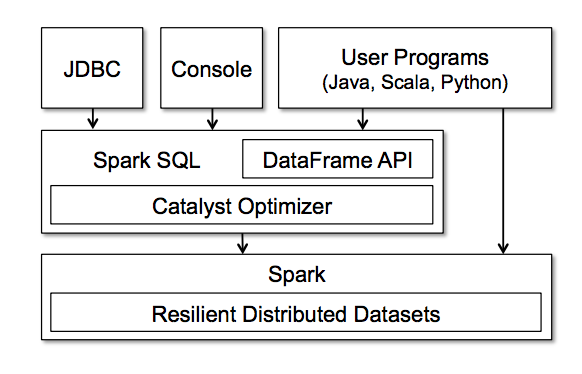 JDBC
Console
User Programs
(Java, Scala, Python)
Spark SQL
DataFrame API
Catalyst Optimizer
Spark
Resilient Distributed Datasets